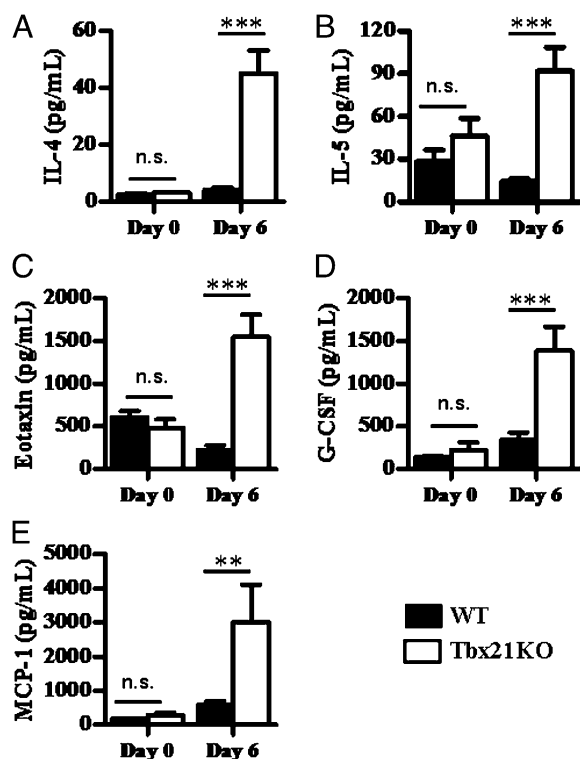 A
IL-4 (pg/mL)
60
40
20
0
n.s.
***
Day 0 Day 6
B
IL-5 (pg/mL)
120
90
60
30
0
n.s.
***
Day 0 Day 6
C
Eotaxin (pg/mL)
2000
1500
1000
500
0
n.s.
***
Day 0 Day 6
D
G-CSF (pg/mL)
2000
1500
1000
500
0
n.s.
***
Day 0 Day 6
E
MCP-1 (pg/mL)
5000
4000
3000
2000
1000
0
n.s.
**
Day 0 Day 6
WT
Tbx21KO